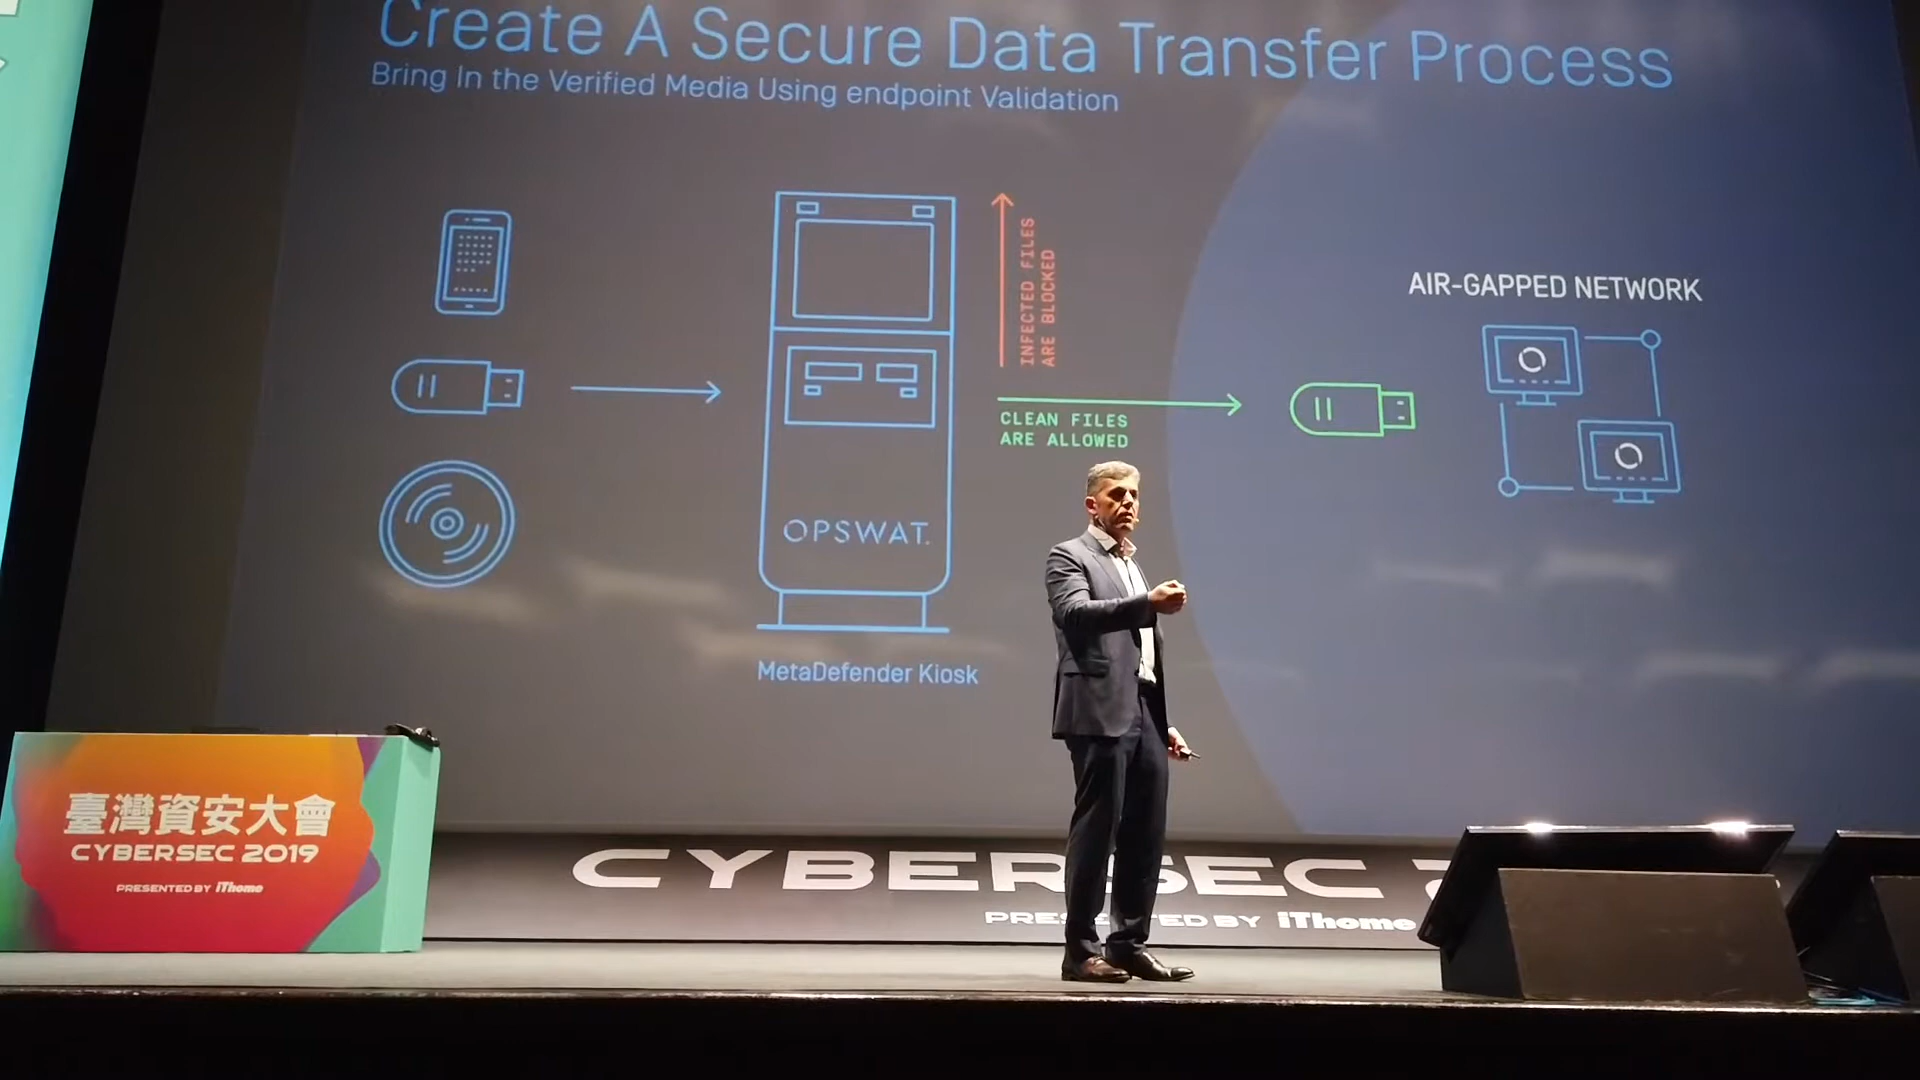 Create A Secure Data Transfer Process
Bring In the Verified Media Using endpoint Validation
INFECTED FILES
ARE BLOCKED
AIR-GAPPED NETWORK
CLEAN FILES
ARE ALLOWED
OPSWAT.
MetaDefender Kiosk
臺灣資安大會
CYBERSEC 2019
PRESENTED BY iThome
CYBERSEC
PRESENTED BY iThome